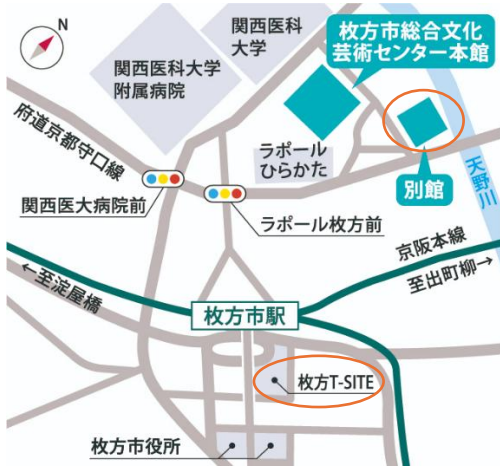 N
関西医科
大学
関西医科大学
附属病院
枚方市総合文化
芸術センター本館
府道京都守口線
ラポール
ひらかた
別館
天野川
関西医大病院前
ラポール枚方前
京阪本線
至出町柳→
←至淀屋橋
枚方市駅
枚方T-SITE
枚方市役所